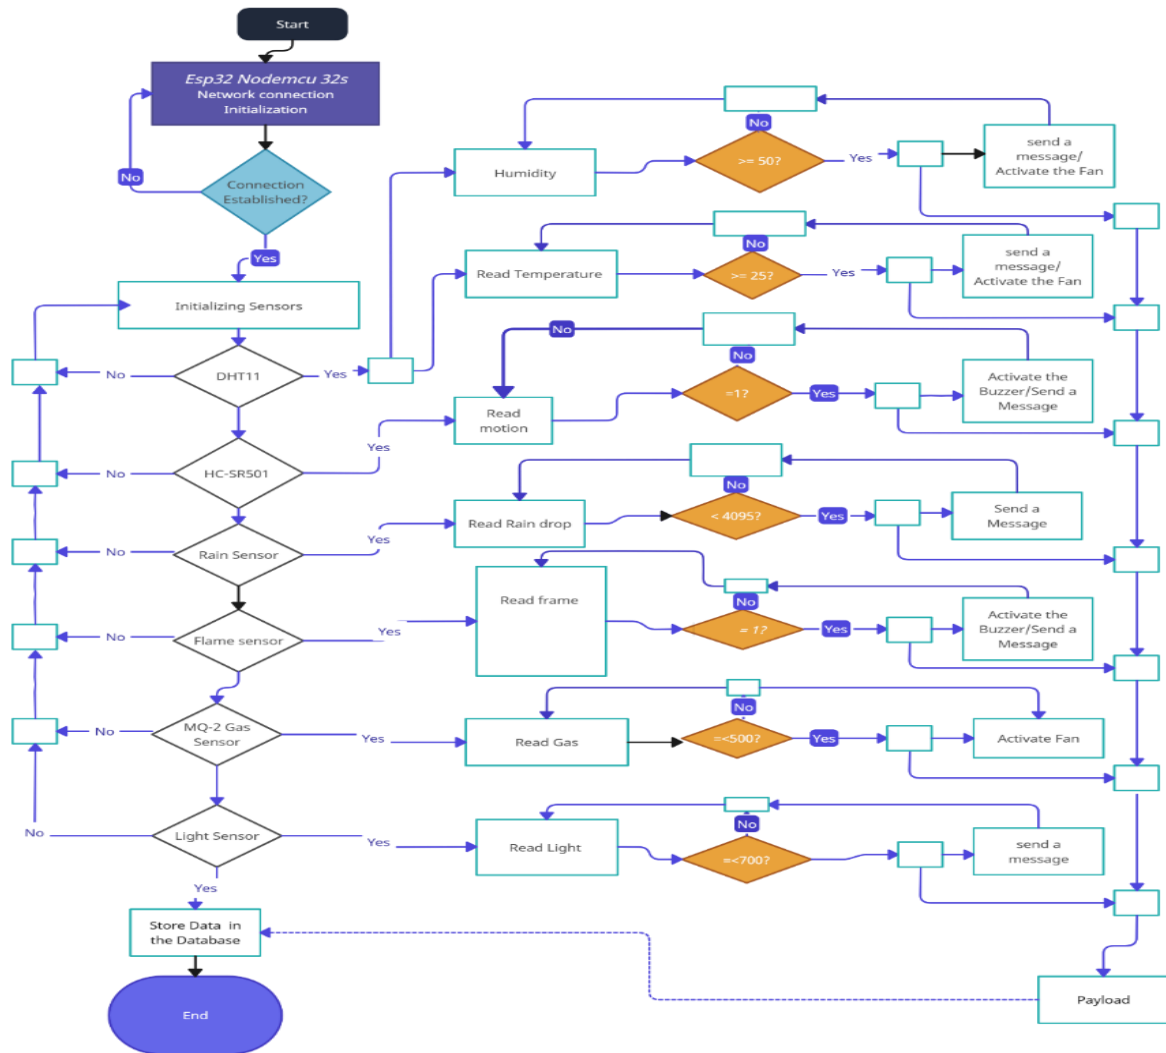 Start
Esp32 Nodemcu 32s
Network connection
Initialization
No
Connection
Established?
Yes
Initializing Sensors
No
DHT11
Yes
No
HC-SR501
Yes
No
Rain Sensor
Yes
No
Flame sensor
Yes
No
MQ-2 Gas
Sensor
Yes
No
Light Sensor
Yes
Yes
Store Data in
the Database
End
Humidity
No
>= 50?
Yes
send a
message/
Activate the Fan
Read Temperature
No
>= 25?
Yes
send a
message/
Activate the Fan
No
Read
motion
No
=1?
Yes
Activate the
Buzzer/Send a
Message
Read Rain drop
No
< 4095?
Yes
Send a
Message
Read frame
No
= 1?
Yes
Activate the
Buzzer/Send a
Message
Read Gas
No
=<500?
Yes
Activate Fan
Read Light
No
=<700?
send a
message
Payload